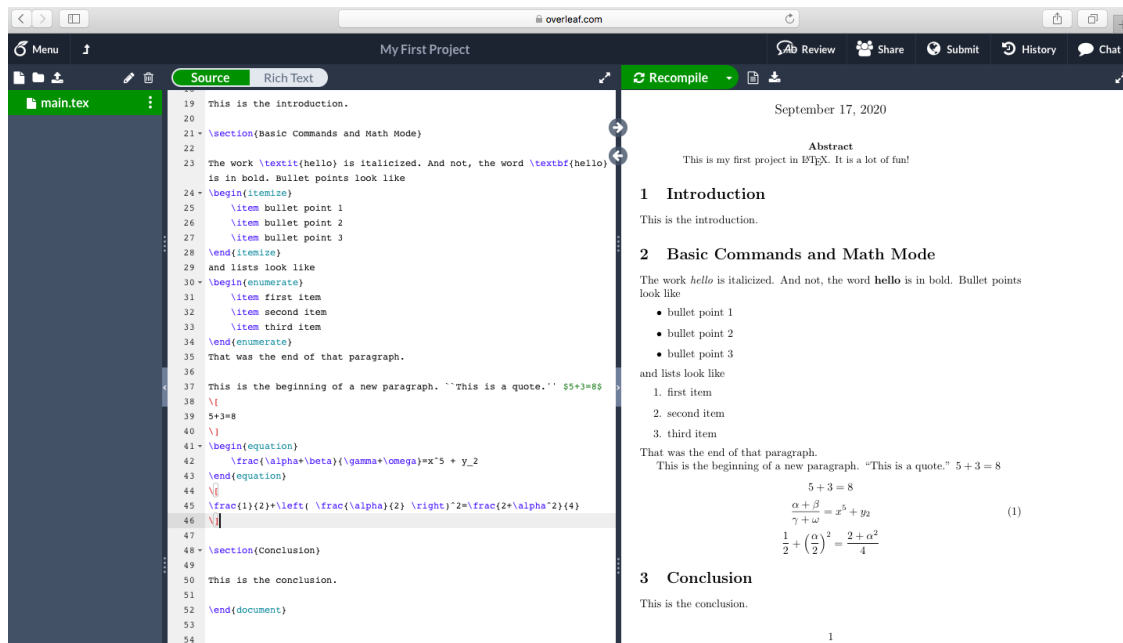 overleaf.com
Menu
My First Project
Review
Share
Submit
History
Chat
Source
Rich Text
Recompile
main.tex
19 This is the introduction.
20
21 \section{Basic Commands and Math Mode}
22
23 The work \textit{hello} is italicized. And not, the word \textbf{hello}
is in bold. Bullet points look like
24 \begin{itemize}
25 \item bullet point 1
26 \item bullet point 2
27 \item bullet point 3
28 \end{itemize}
29 and lists look like
30 \begin{enumerate}
31 \item first item
32 \item second item
33 \item third item
34 \end{enumerate}
35 That was the end of that paragraph.
36
37 This is the beginning of a new paragraph. ``This is a quote.'' $5+3=8$
38 \[
39 5+3=8
40 \]
41 \begin{equation}
42 \frac{\alpha+\beta}{\gamma+\omega}=x^5 + y_2
43 \end{equation}
44 \[
45 \frac{1}{2}+\left( \frac{\alpha}{2} \right)^2=\frac{2+\alpha^2}{4}
46 \]
47
48 \section{Conclusion}
49
50 This is the conclusion.
51
52 \end{document}
53
54
September 17, 2020
Abstract
This is my first project in LaTeX. It is a lot of fun!
1 Introduction
This is the introduction.
2 Basic Commands and Math Mode
The work hello is italicized. And not, the word hello is in bold. Bullet points
look like
• bullet point 1
• bullet point 2
• bullet point 3
and lists look like
1. first item
2. second item
3. third item
That was the end of that paragraph.
This is the beginning of a new paragraph. “This is a quote.” 5 + 3 = 8
5 + 3 = 8
(α + β)/(γ + ω) = x⁵ + y₂ (1)
1/2 + (α/2)² = (2 + α²)/4
3 Conclusion
This is the conclusion.
1